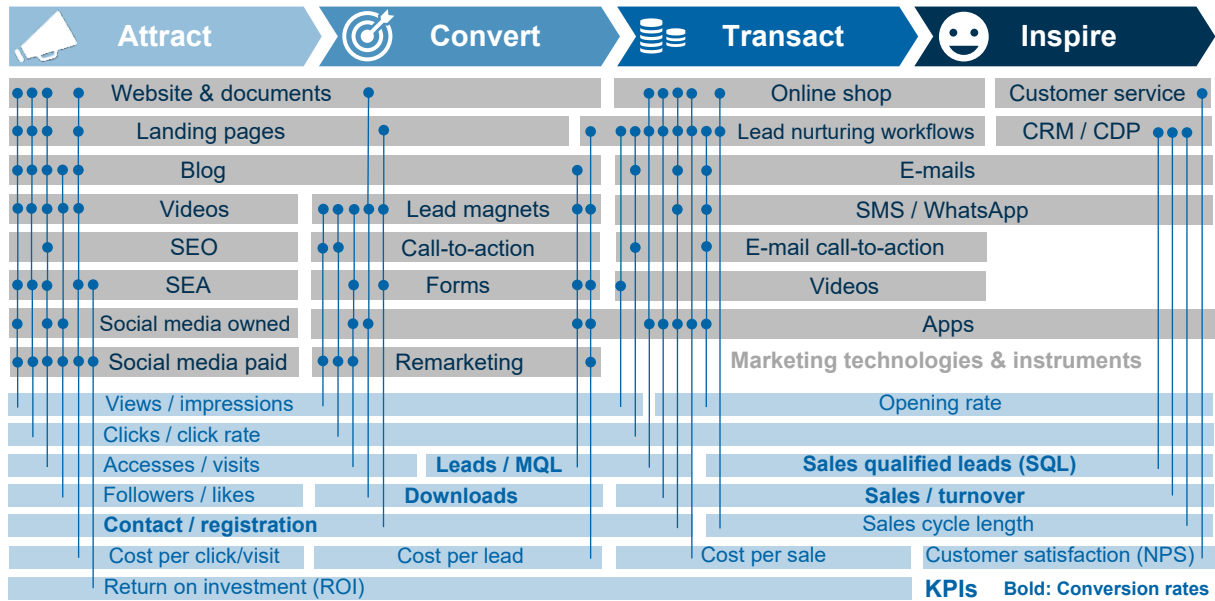 Attract Convert Transact Inspire
Website & documents Online shop Customer service
Landing pages Lead nurturing workflows CRM / CDP
Blog E-mails
Videos Lead magnets SMS / WhatsApp
SEO Call-to-action E-mail call-to-action
SEA Forms Videos
Social media owned Apps
Social media paid Remarketing Marketing technologies & instruments
Views / impressions Opening rate
Clicks / click rate
Accesses / visits Leads / MQL Sales qualified leads (SQL)
Followers / likes Downloads Sales / turnover
Contact / registration Sales cycle length
Cost per click/visit Cost per lead Cost per sale Customer satisfaction (NPS)
Return on investment (ROI) KPIs Bold: Conversion rates